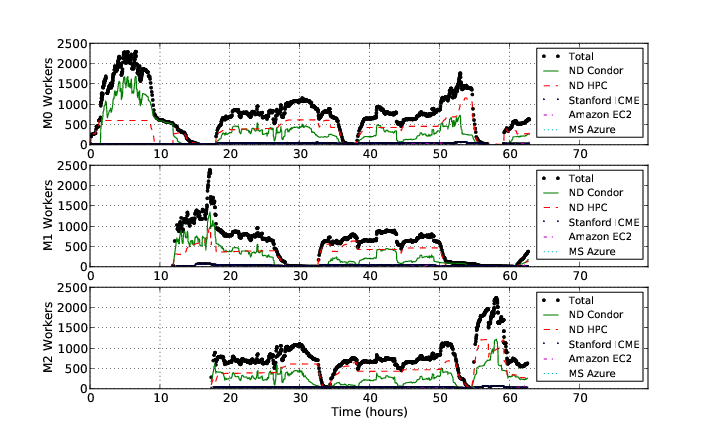 M0 Workers
2500
2000
1500
1000
500
0
0 10 20 30 40 50 60 70
Total
ND Condor
ND HPC
Stanford ICME
Amazon EC2
MS Azure
M1 Workers
2500
2000
1500
1000
500
0
0 10 20 30 40 50 60 70
Total
ND Condor
ND HPC
Stanford ICME
Amazon EC2
MS Azure
M2 Workers
2500
2000
1500
1000
500
0
0 10 20 30 40 50 60 70
Total
ND Condor
ND HPC
Stanford ICME
Amazon EC2
MS Azure
Time (hours)